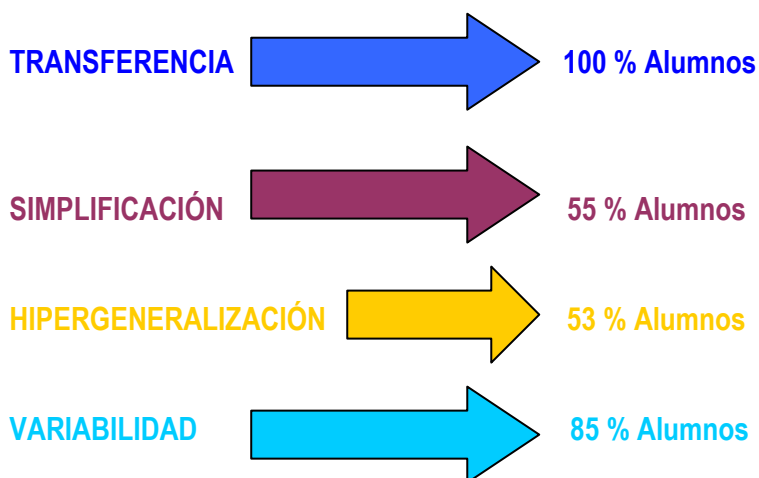 TRANSFERENCIA 100 % Alumnos
SIMPLIFICACIÓN 55 % Alumnos
HIPERGENERALIZACIÓN 53 % Alumnos
VARIABILIDAD 85 % Alumnos